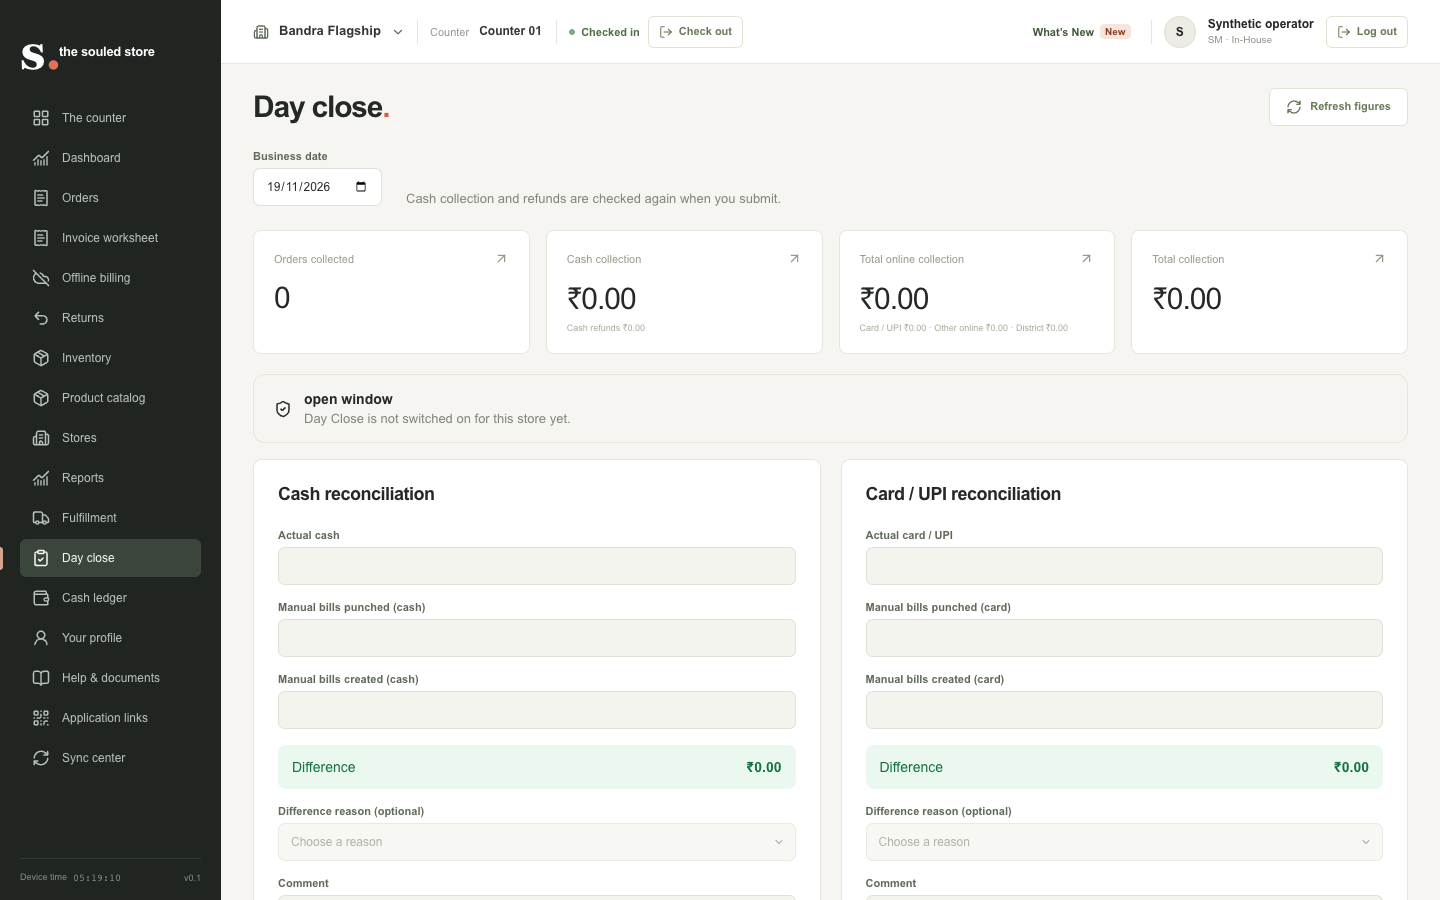 S.
the souled store
The counter
Dashboard
Orders
Invoice worksheet
Offline billing
Returns
Inventory
Product catalog
Stores
Reports
Fulfillment
Day close
Cash ledger
Your profile
Help & documents
Application links
Sync center
Device time 05:19:10 v0.1
Bandra Flagship Counter Counter 01 Checked in Check out
What's New New
S
Synthetic operator
SM · In-House
Log out
Day close.
Refresh figures
Business date
19/11/2026
Cash collection and refunds are checked again when you submit.
Orders collected
0
Cash collection
₹0.00
Cash refunds ₹0.00
Total online collection
₹0.00
Card / UPI ₹0.00 · Other online ₹0.00 · District ₹0.00
Total collection
₹0.00
open window
Day Close is not switched on for this store yet.
Cash reconciliation
Actual cash
Manual bills punched (cash)
Manual bills created (cash)
Difference ₹0.00
Difference reason (optional)
Choose a reason
Comment
Card / UPI reconciliation
Actual card / UPI
Manual bills punched (card)
Manual bills created (card)
Difference ₹0.00
Difference reason (optional)
Choose a reason
Comment